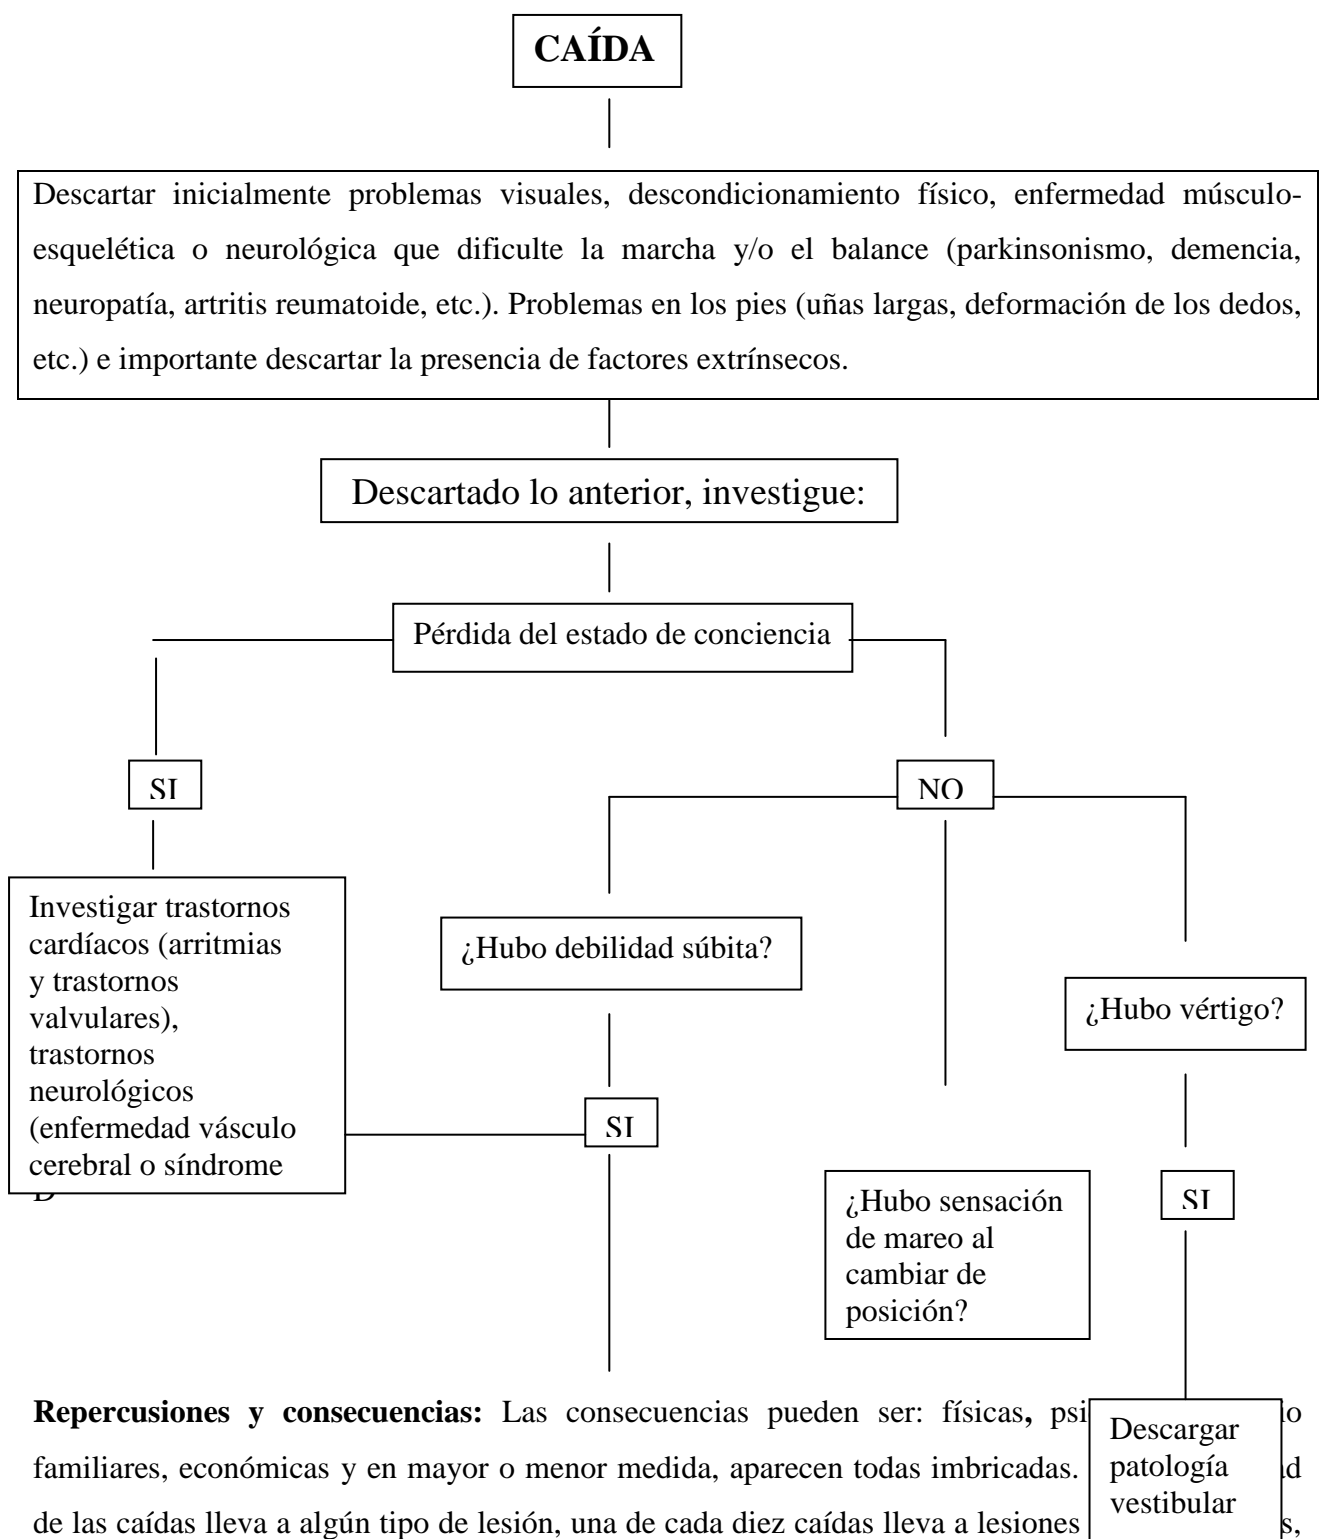 CAÍDA
Descartar inicialmente problemas visuales, descondicionamiento físico, enfermedad músculo-
esquelética o neurológica que dificulte la marcha y/o el balance (parkinsonismo, demencia,
neuropatía, artritis reumatoide, etc.). Problemas en los pies (uñas largas, deformación de los dedos,
etc.) e importante descartar la presencia de factores extrínsecos.
Descartado lo anterior, investigue:
Pérdida del estado de conciencia
SI
NO
Investigar trastornos
cardíacos (arritmias
y trastornos
valvulares),
trastornos
neurológicos
(enfermedad vásculo
cerebral o síndrome
¿Hubo debilidad súbita?
¿Hubo vértigo?
SI
¿Hubo sensación
de mareo al
cambiar de
posición?
SI
Descargar
patología
vestibular
Repercusiones y consecuencias: Las consecuencias pueden ser: físicas,
familiares, económicas y en mayor o menor medida, aparecen todas imbricadas.
de las caídas lleva a algún tipo de lesión, una de cada diez caídas lleva a lesiones